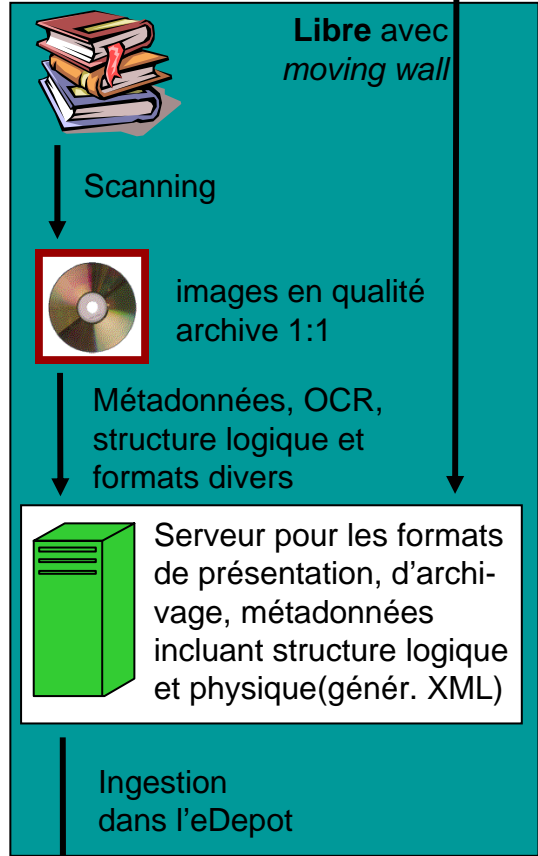 Libre avec
moving wall
Scanning
images en qualité
archive 1:1
Métadonnées, OCR,
structure logique et
formats divers
Serveur pour les formats
de présentation, d'archi-
vage, métadonnées
incluant structure logique
et physique(génér. XML)
Ingestion
dans l'eDepot